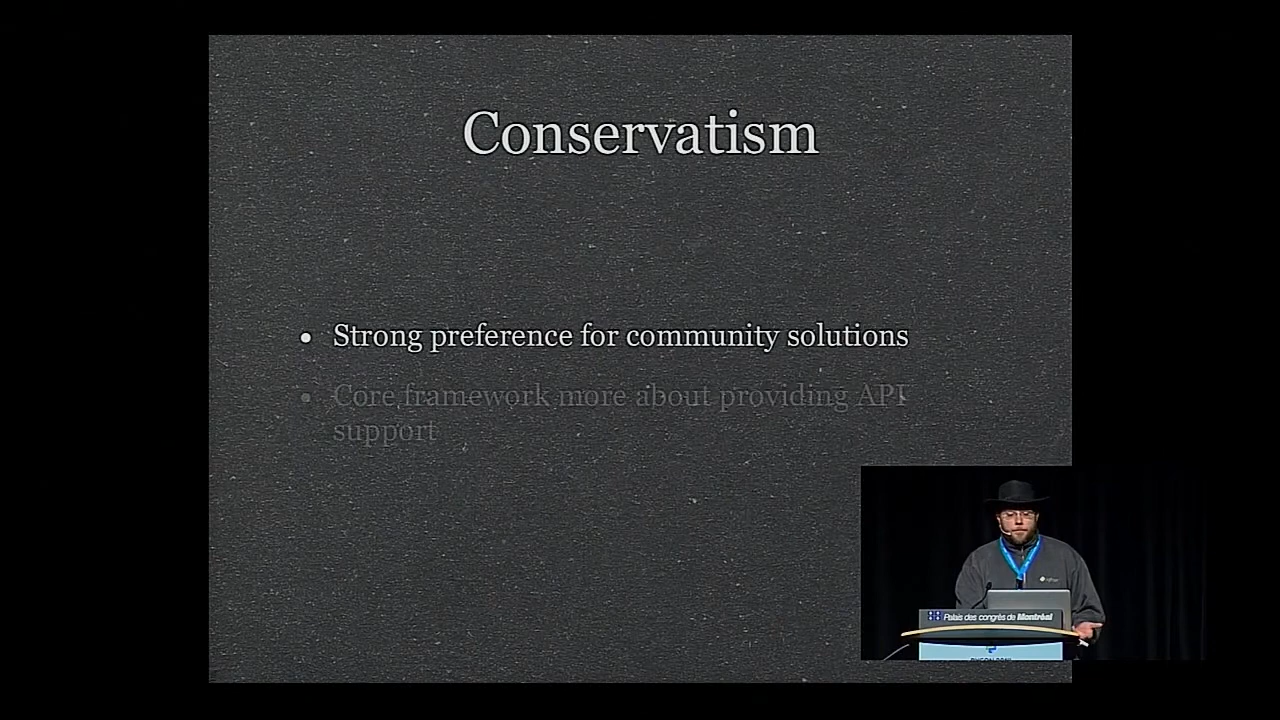 Conservatism
• Strong preference for community solutions
• Core framework more about providing API
support
Palais des congrès de Montréal